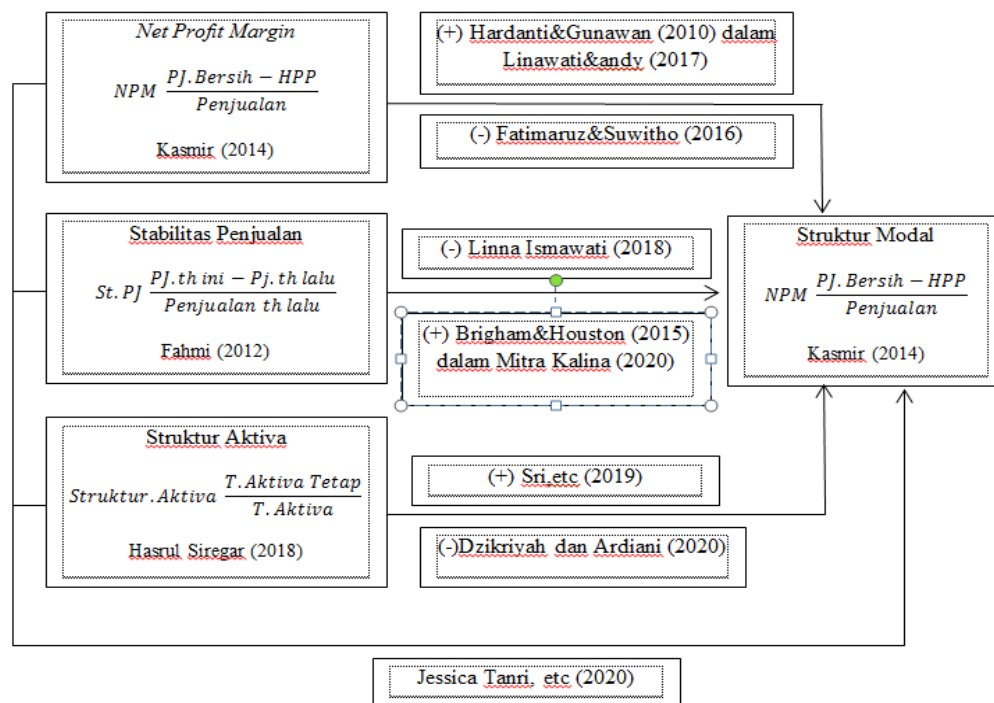 Net Profit Margin
NPM PJ.Bersih − HPP
Penjualan
Kasmir (2014)
(+) Hardanti&Gunawan (2010) dalam
Linawati&andy (2017)
(-) Fatimaruz&Suwitho (2016)
Stabilitas Penjualan
St.PJ PJ.th ini − Pj.th lalu
Penjualan th lalu
Fahmi (2012)
(-) Linna Ismawati (2018)
(+) Brigham&Houston (2015)
dalam Mitra Kalina (2020)
Struktur Modal
NPM PJ.Bersih − HPP
Penjualan
Kasmir (2014)
Struktur Aktiva
Struktur.Aktiva T.Aktiva Tetap
T.Aktiva
Hasrul Siregar (2018)
(+) Sri,etc (2019)
(-)Dzikriyah dan Ardiani (2020)
Jessica Tanri, etc (2020)